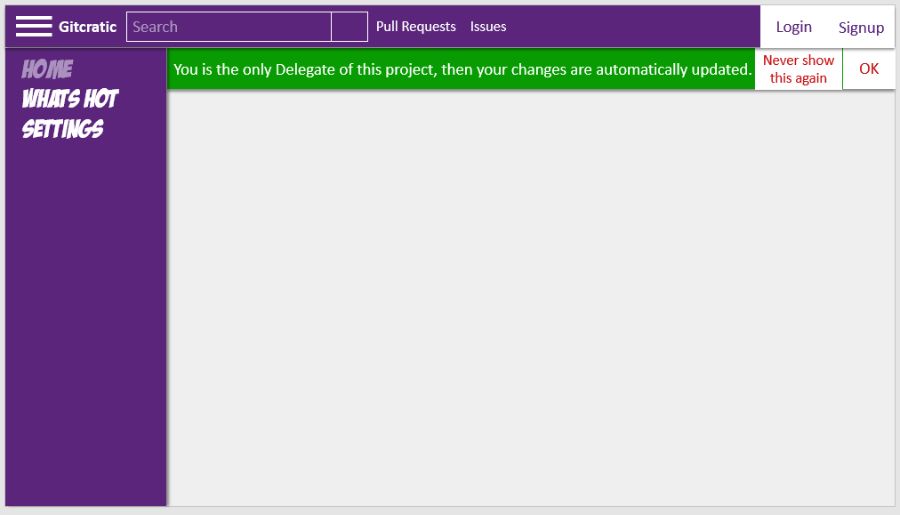 Gitcratic Search Pull Requests Issues Login Signup
HOME
WHATS HOT
SETTINGS
You is the only Delegate of this project, then your changes are automatically updated.
Never show
this again
OK